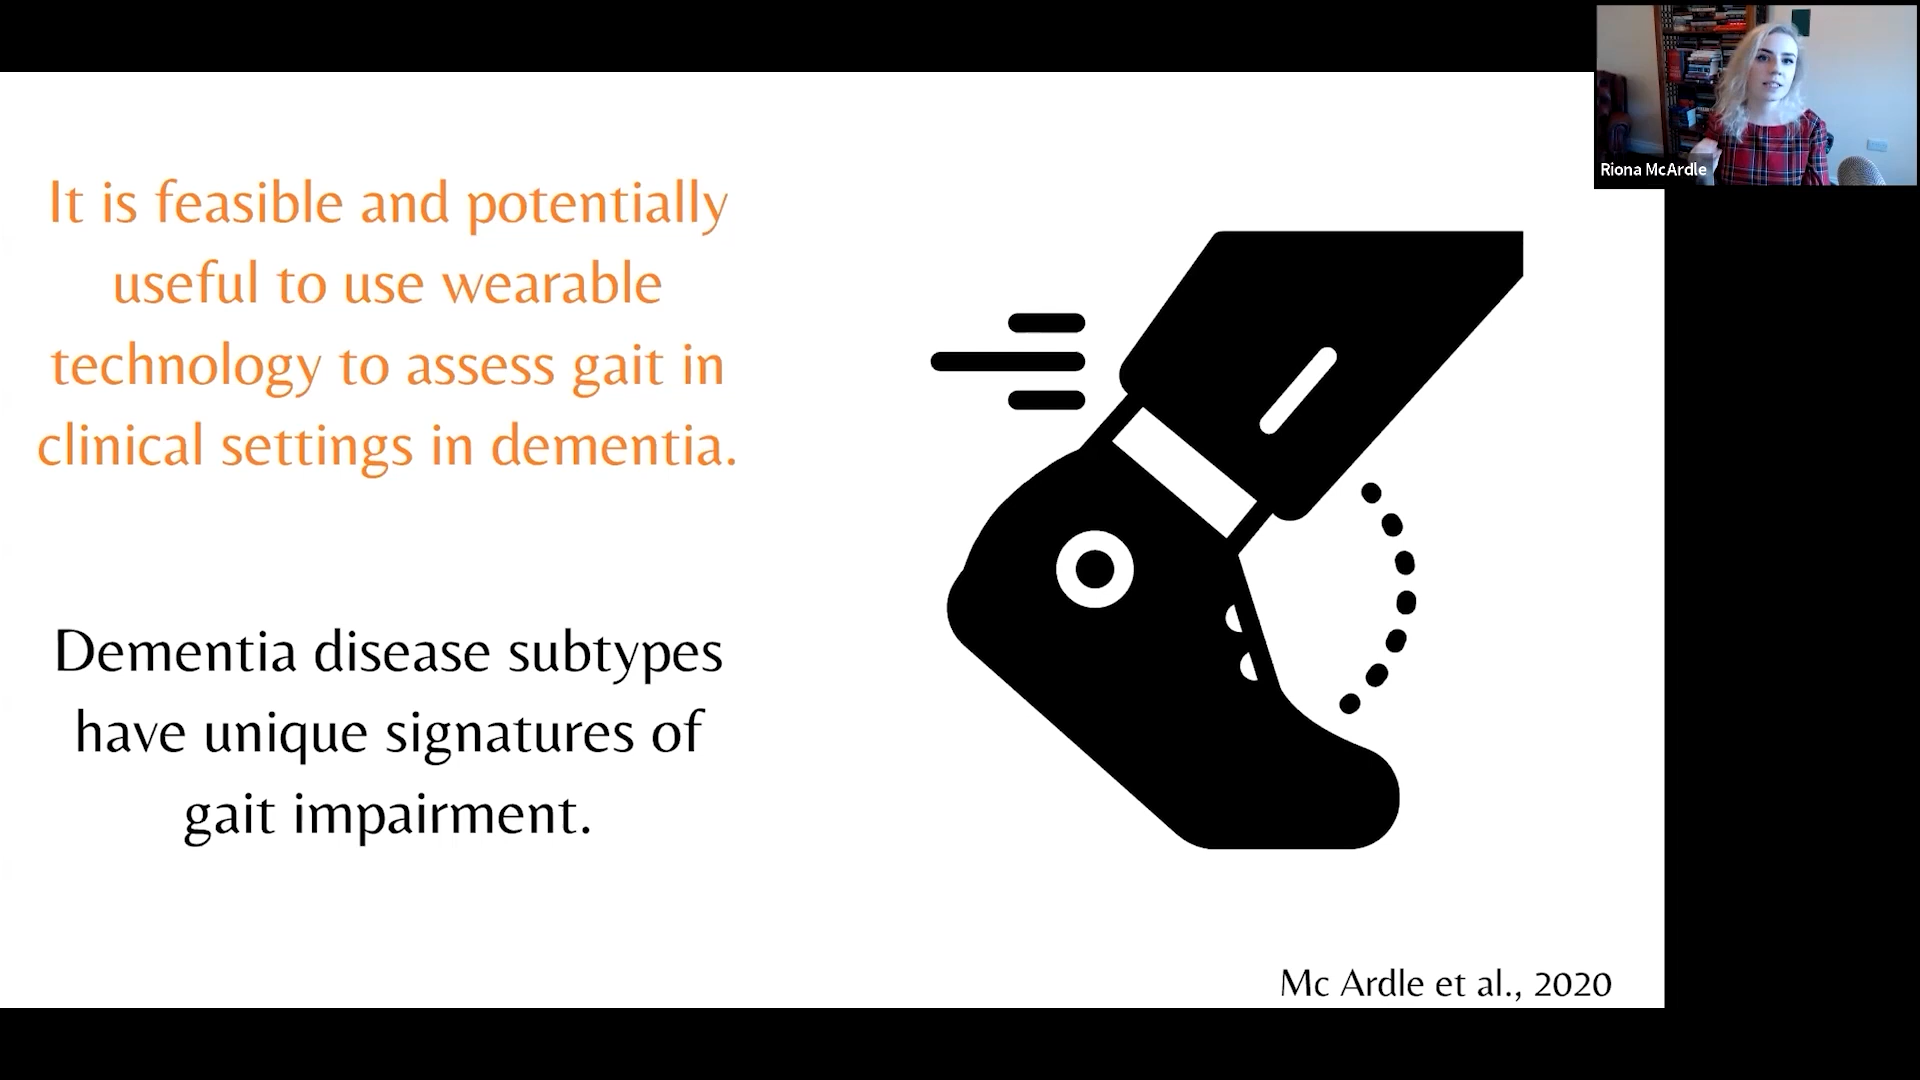 It is feasible and potentially
useful to use wearable
technology to assess gait in
clinical settings in dementia.
Dementia disease subtypes
have unique signatures of
gait impairment.
Mc Ardle et al., 2020
Riona McArdle